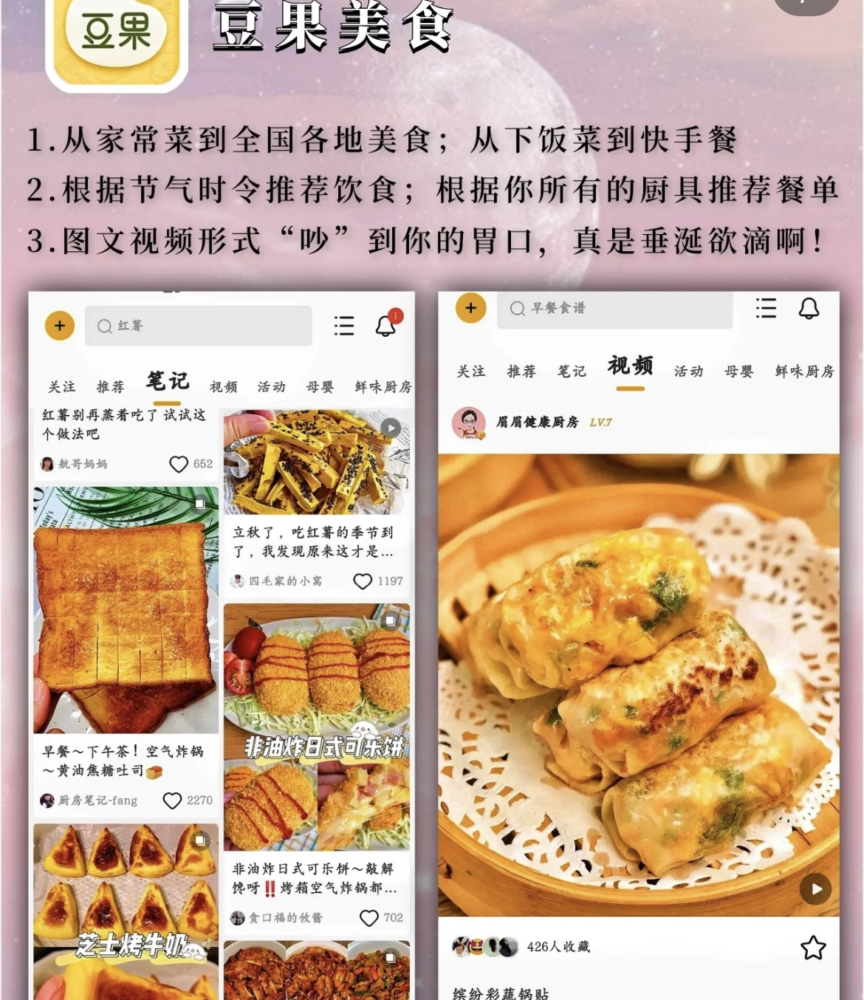 豆果
豆果美食
1.从家常菜到全国各地美食；从下饭菜到快手餐
2.根据节气时令推荐饮食；根据你所有的厨具推荐餐单
3.图文视频形式“吵”到你的胃口，真是垂涎欲滴啊！
红薯
1
关注 推荐 笔记 视频 活动 母婴 鲜味厨房
红薯别再蒸着吃了 试试这
个做法吧
航哥妈妈 652
早餐～下午茶！空气炸锅
～黄油焦糖吐司🍞
厨房笔记-fang 2270
芝士烤牛奶
立秋了，吃红薯的季节到
了，我发现原来这才是...
四毛家的小窝 1197
非油炸日式可乐饼
非油炸日式可乐饼～敲解
馋呀‼️烤箱空气炸锅都...
贪口福的攸酱 702
早餐食谱
关注 推荐 笔记 视频 活动 母婴 鲜味厨房
眉眉健康厨房 LV.7
426人收藏
缤纷彩蔬锅贴